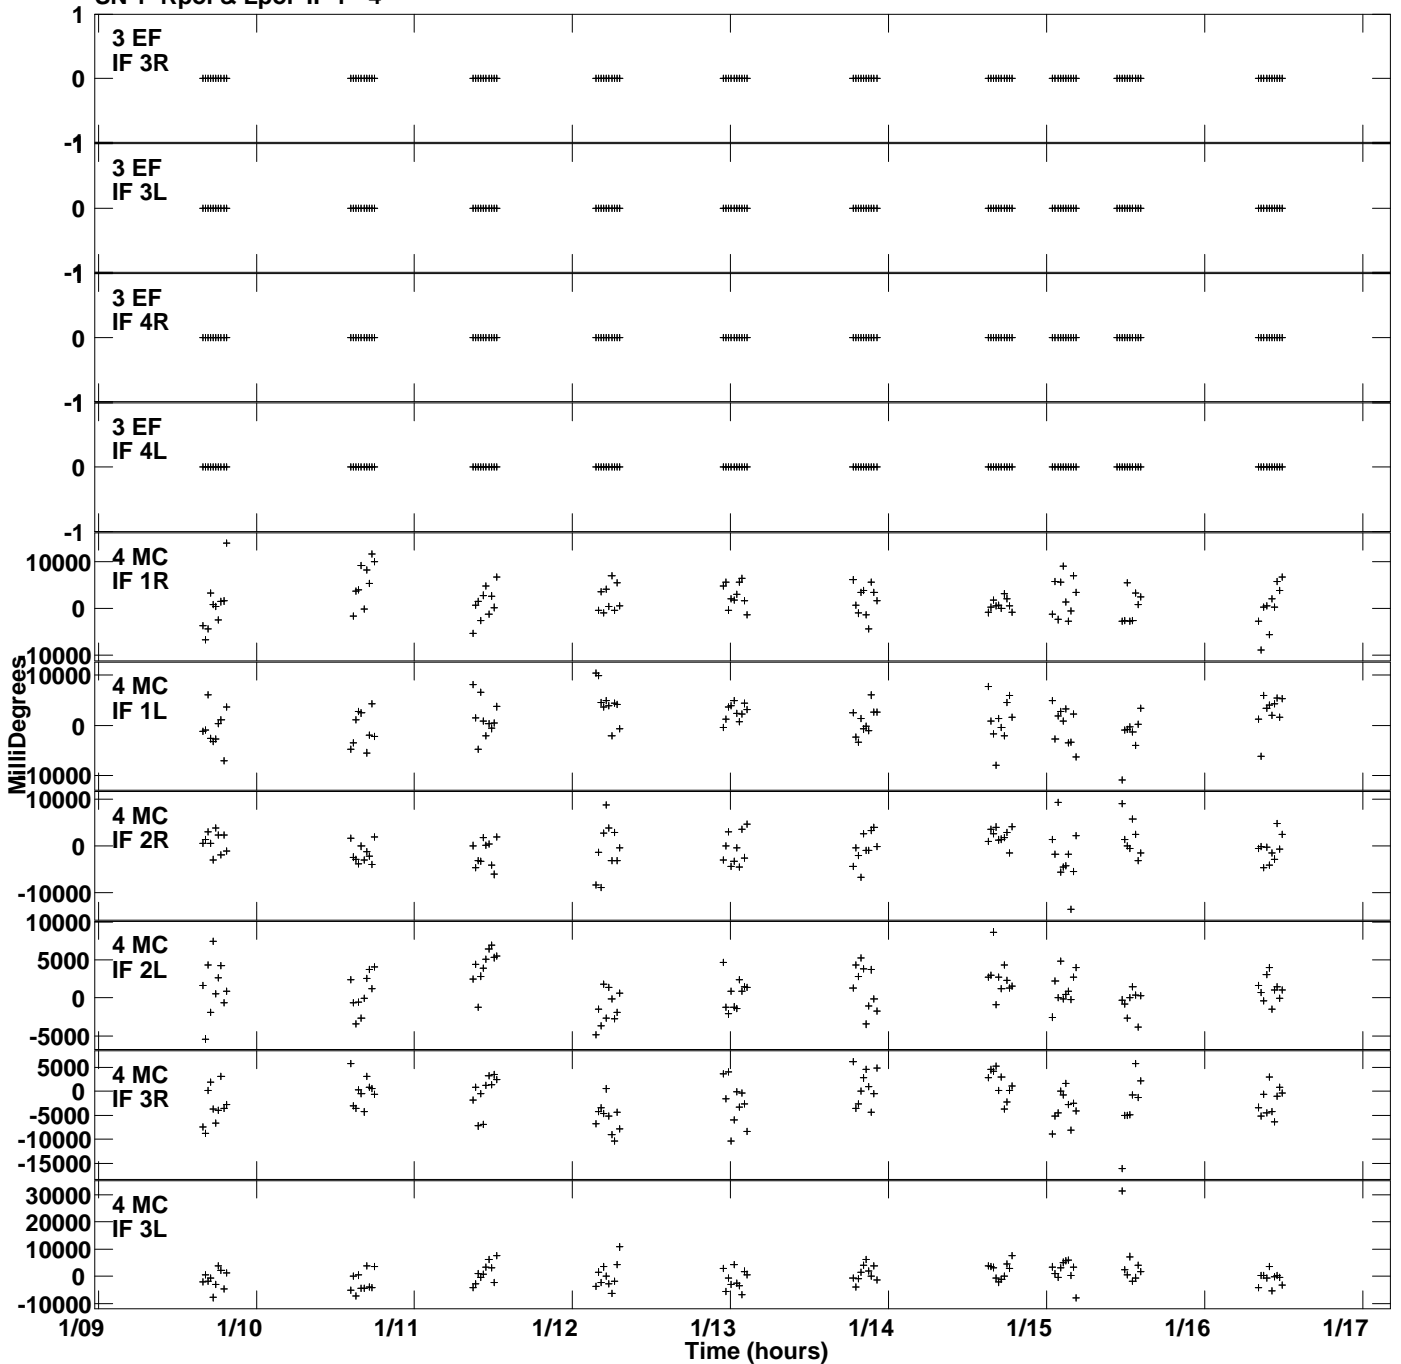 SN 1 Rpol & Lpol IF 1 - 4
1
3 EF
IF 3R
0
-1
3 EF
IF 3L
0
-1
3 EF
IF 4R
0
-1
3 EF
IF 4L
0
-1
4 MC
IF 1R
10000
0
10000
4 MC
IF 1L
10000
0
10000
4 MC
IF 2R
10000
0
-10000
4 MC
IF 2L
10000
5000
0
-5000
4 MC
IF 3R
5000
0
-5000
-10000
-15000
4 MC
IF 3L
30000
20000
10000
0
-10000
MilliDegrees
1/09 1/10 1/11 1/12 1/13 1/14 1/15 1/16 1/17
Time (hours)